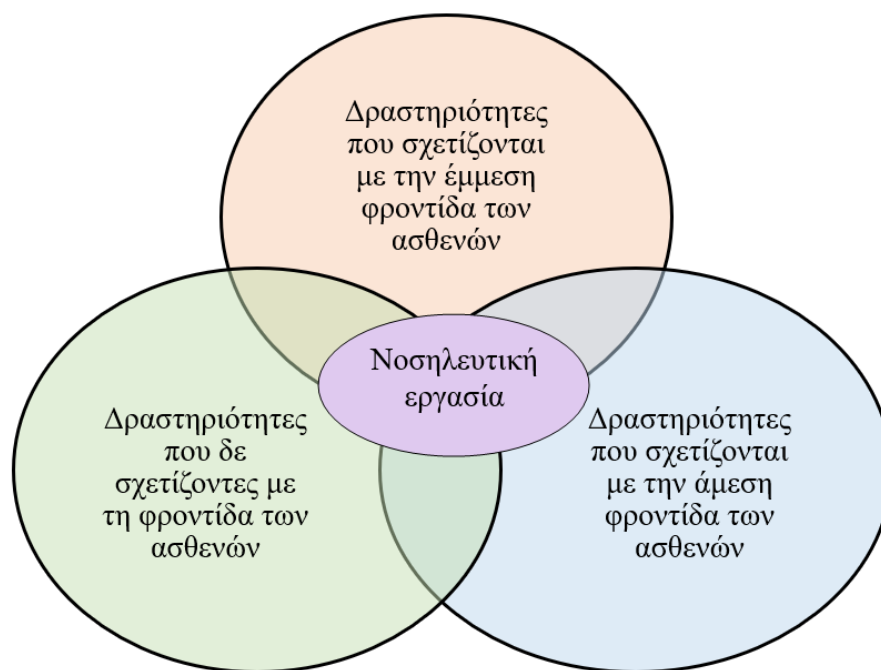 Δραστηριότητες
που σχετίζονται
με την έμμεση
φροντίδα των
ασθενών
Νοσηλευτική
εργασία
Δραστηριότητες
που δε
σχετίζοντες με
τη φροντίδα των
ασθενών
Δραστηριότητες
που σχετίζονται
με την άμεση
φροντίδα των
ασθενών